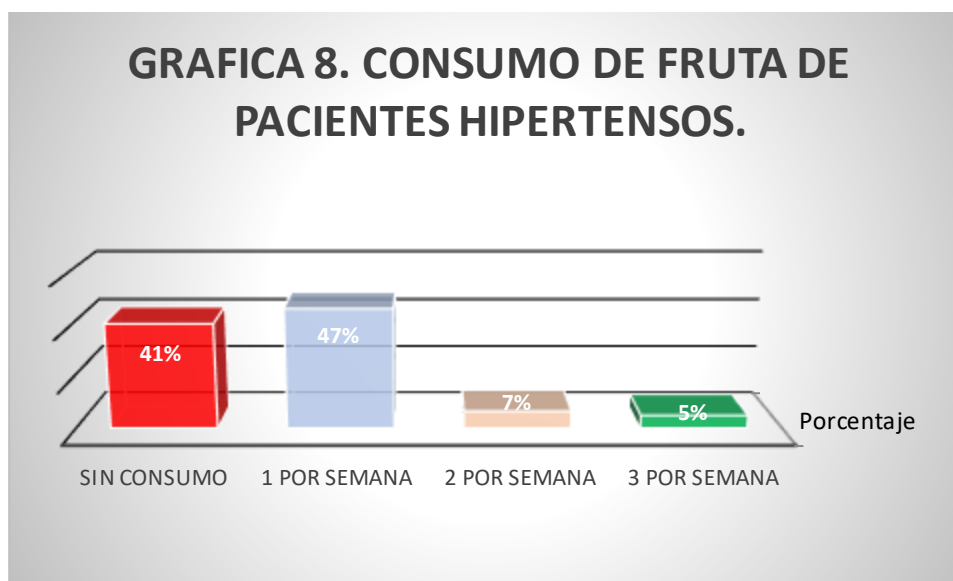 GRAFICA 8. CONSUMO DE FRUTA DE
PACIENTES HIPERTENSOS.
41%
47%
7%
5%
Porcentaje
SIN CONSUMO
1 POR SEMANA
2 POR SEMANA
3 POR SEMANA